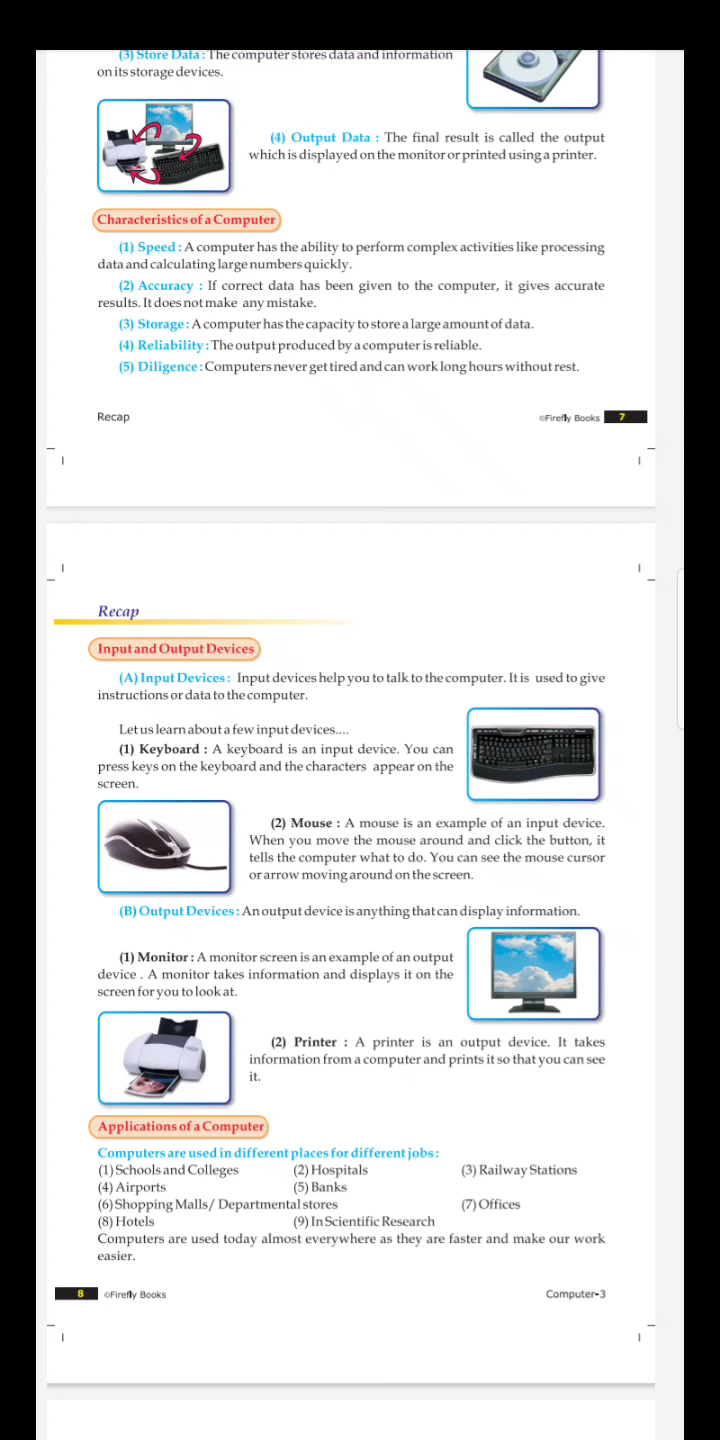 (3) Store Data : The computer stores data and information
on its storage devices.
(4) Output Data : The final result is called the output
which is displayed on the monitor or printed using a printer.
Characteristics of a Computer
(1) Speed : A computer has the ability to perform complex activities like processing
data and calculating large numbers quickly.
(2) Accuracy : If correct data has been given to the computer, it gives accurate
results. It does not make any mistake.
(3) Storage : A computer has the capacity to store a large amount of data.
(4) Reliability : The output produced by a computer is reliable.
(5) Diligence : Computers never get tired and can work long hours without rest.
Recap
©Firefly Books 7
Recap
Input and Output Devices
(A) Input Devices : Input devices help you to talk to the computer. It is used to give
instructions or data to the computer.
Let us learn about a few input devices....
(1) Keyboard : A keyboard is an input device. You can
press keys on the keyboard and the characters appear on the
screen.
(2) Mouse : A mouse is an example of an input device.
When you move the mouse around and click the button, it
tells the computer what to do. You can see the mouse cursor
or arrow moving around on the screen.
(B) Output Devices : An output device is anything that can display information.
(1) Monitor : A monitor screen is an example of an output
device . A monitor takes information and displays it on the
screen for you to look at.
(2) Printer : A printer is an output device. It takes
information from a computer and prints it so that you can see
it.
Applications of a Computer
Computers are used in different places for different jobs :
(1) Schools and Colleges (2) Hospitals (3) Railway Stations
(4) Airports (5) Banks
(6) Shopping Malls/ Departmental stores (7) Offices
(8) Hotels (9) In Scientific Research
Computers are used today almost everywhere as they are faster and make our work
easier.
8 ©Firefly Books
Computer-3